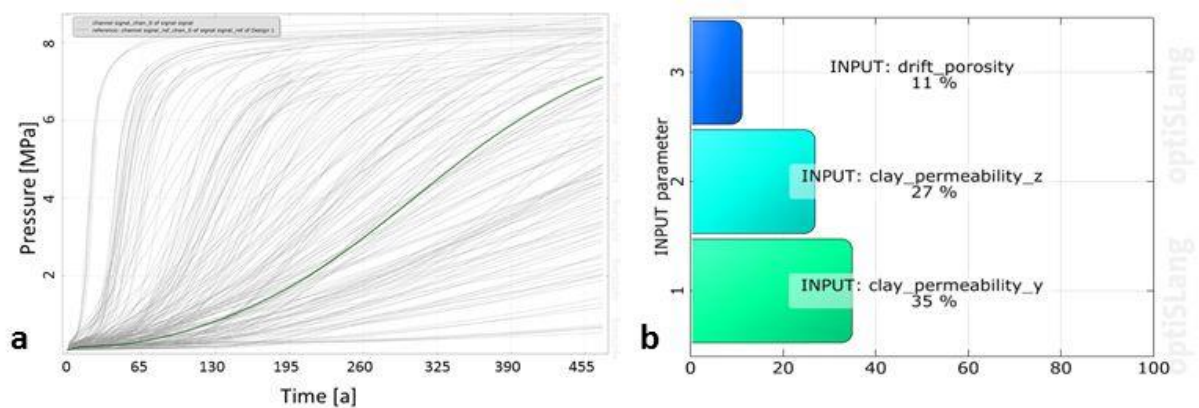 channel signal_chan_0 of signal signal
reference: channel signal_ref_chan_0 of signal signal_ref of Design 1
8
6
4
2
Pressure [MPa]
0 65 130 195 260 325 390 455
Time [a]
a
INPUT: drift_porosity
11 %
INPUT: clay_permeability_z
27 %
INPUT: clay_permeability_y
35 %
3
2
1
INPUT parameter
0 20 40 60 80 100
b
optiSlang
optiSlang